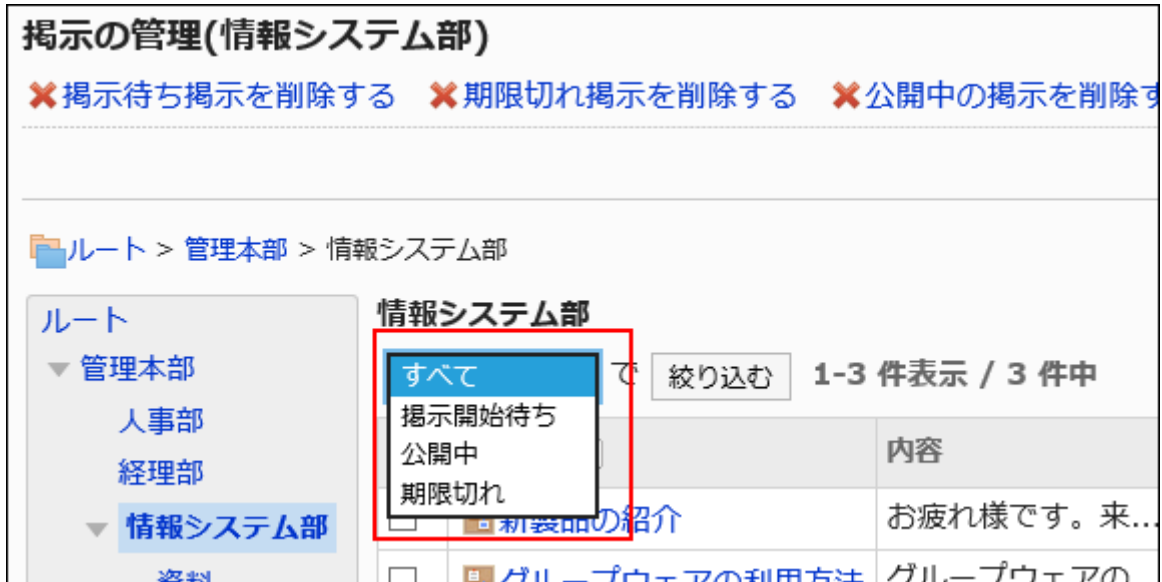 掲示の管理(情報システム部)
掲示待ち掲示を削除する 期限切れ掲示を削除する 公開中の掲示を削除す
ルート > 管理本部 > 情報システム部
ルート
管理本部
人事部
経理部
情報システム部
資料
情報システム部
すべて
掲示開始待ち
公開中
期限切れ
で 絞り込む 1-3 件表示 / 3 件中
内容
新製品の紹介 お疲れ様です。来...
グループウェアの利用方法 グループウェアの